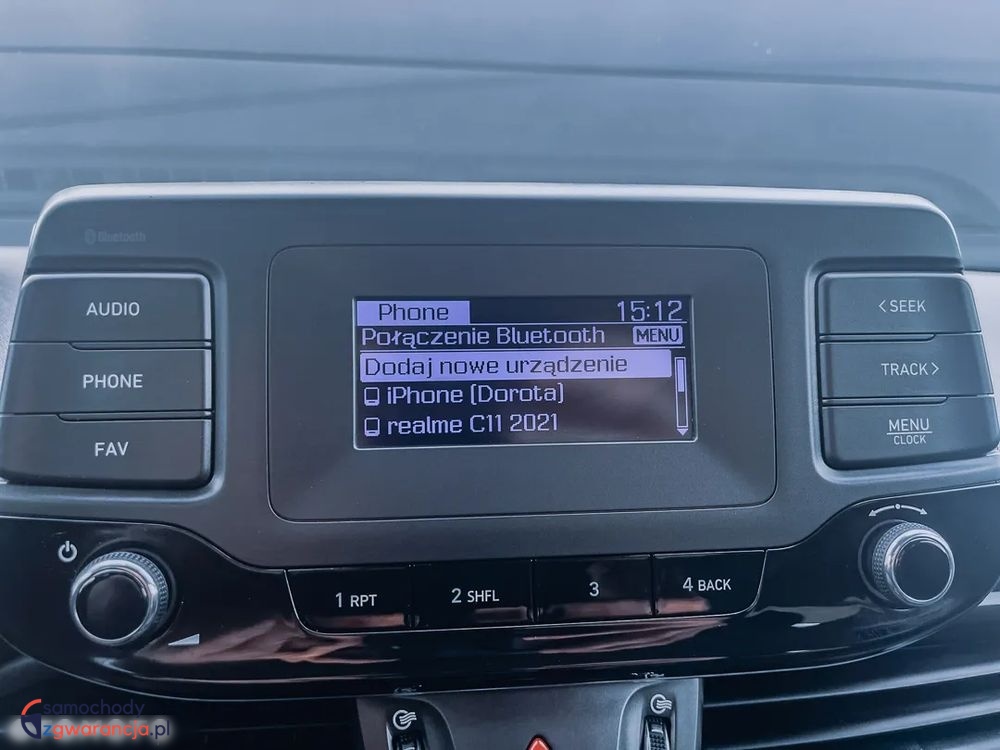 Bluetooth
AUDIO
PHONE
FAV
Phone 15:12
Połączenie Bluetooth MENU
Dodaj nowe urządzenie
iPhone (Dorota)
realme C11 2021
< SEEK
TRACK >
MENU
CLOCK
1 RPT
2 SHFL
3
4 BACK
samochody
zgwarancja.pl